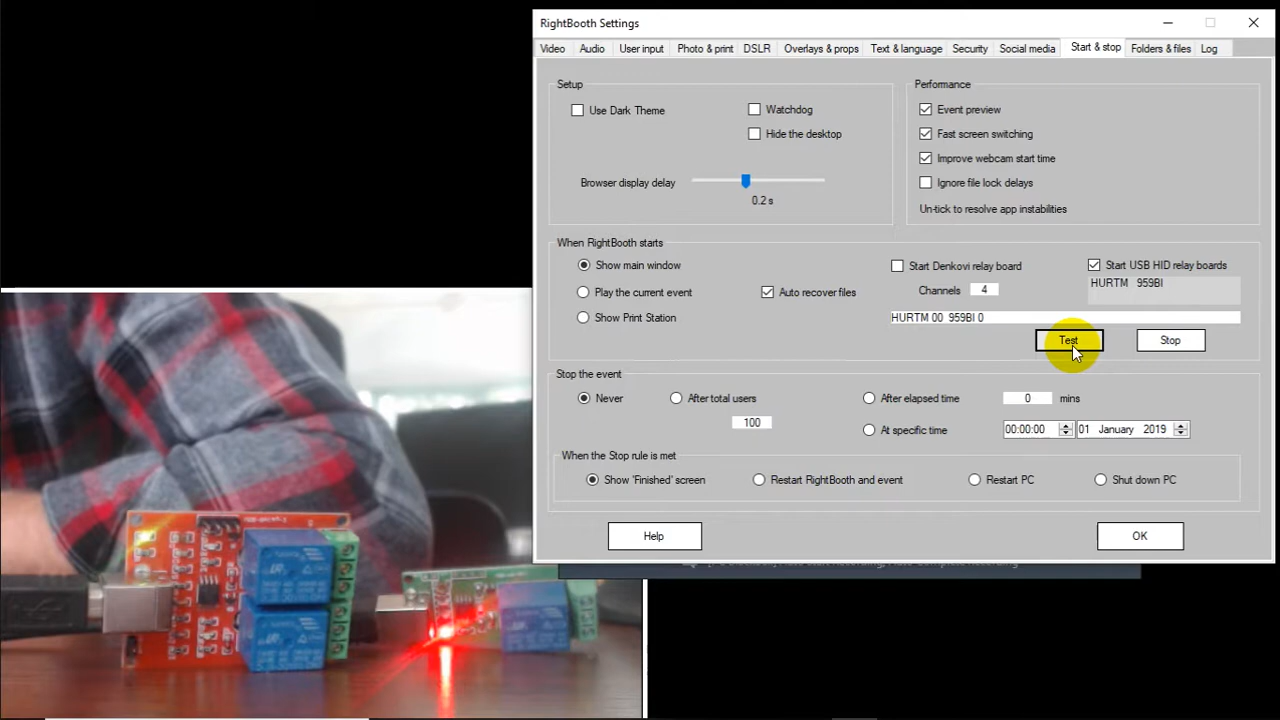 RightBooth Settings
Video Audio User input Photo & print DSLR Overlays & props Text & language Security Social media Start & stop Folders & files Log
Setup
Use Dark Theme
Watchdog
Hide the desktop
Browser display delay
0.2 s
Performance
Event preview
Fast screen switching
Improve webcam start time
Ignore file lock delays
Un-tick to resolve app instabilities
When RightBooth starts
Show main window
Play the current event
Show Print Station
Auto recover files
Start Denkovi relay board
Channels 4
Start USB HID relay boards
HURTM 959BI
HURTM 00 959BI 0
Test Stop
Stop the event
Never
After total users
100
After elapsed time 0 mins
At specific time 00:00:00 01 January 2019
When the Stop rule is met
Show 'Finished' screen
Restart RightBooth and event
Restart PC
Shut down PC
Help OK